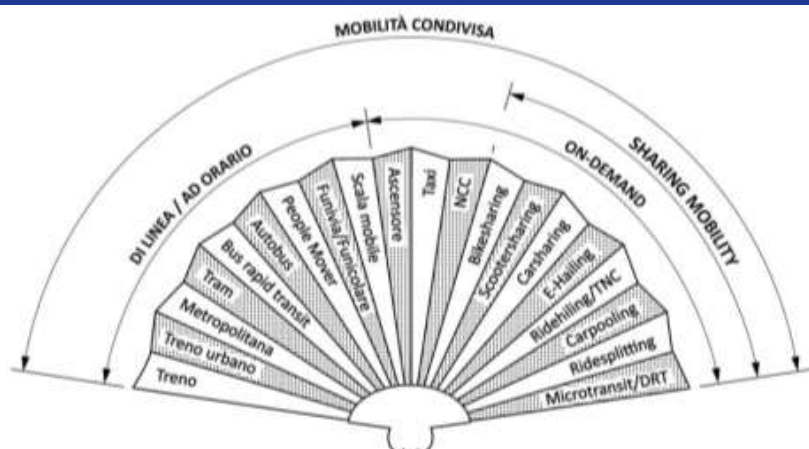 MOBILITÀ CONDIVISA
DI LINEA / AD ORARIO
ON-DEMAND
SHARING MOBILITY
Treno
Treno urbano
Metropolitana
Tram
Bus rapid transit
Autobus
People Mover
Funivia/Funicolare
Scala mobile
Ascensore
Taxi
NCC
Bikesharing
Scootersharing
Carsharing
E-Hailing
Ridehiling/TNC
Carpooling
Ridesplitting
Microtransit/DRT